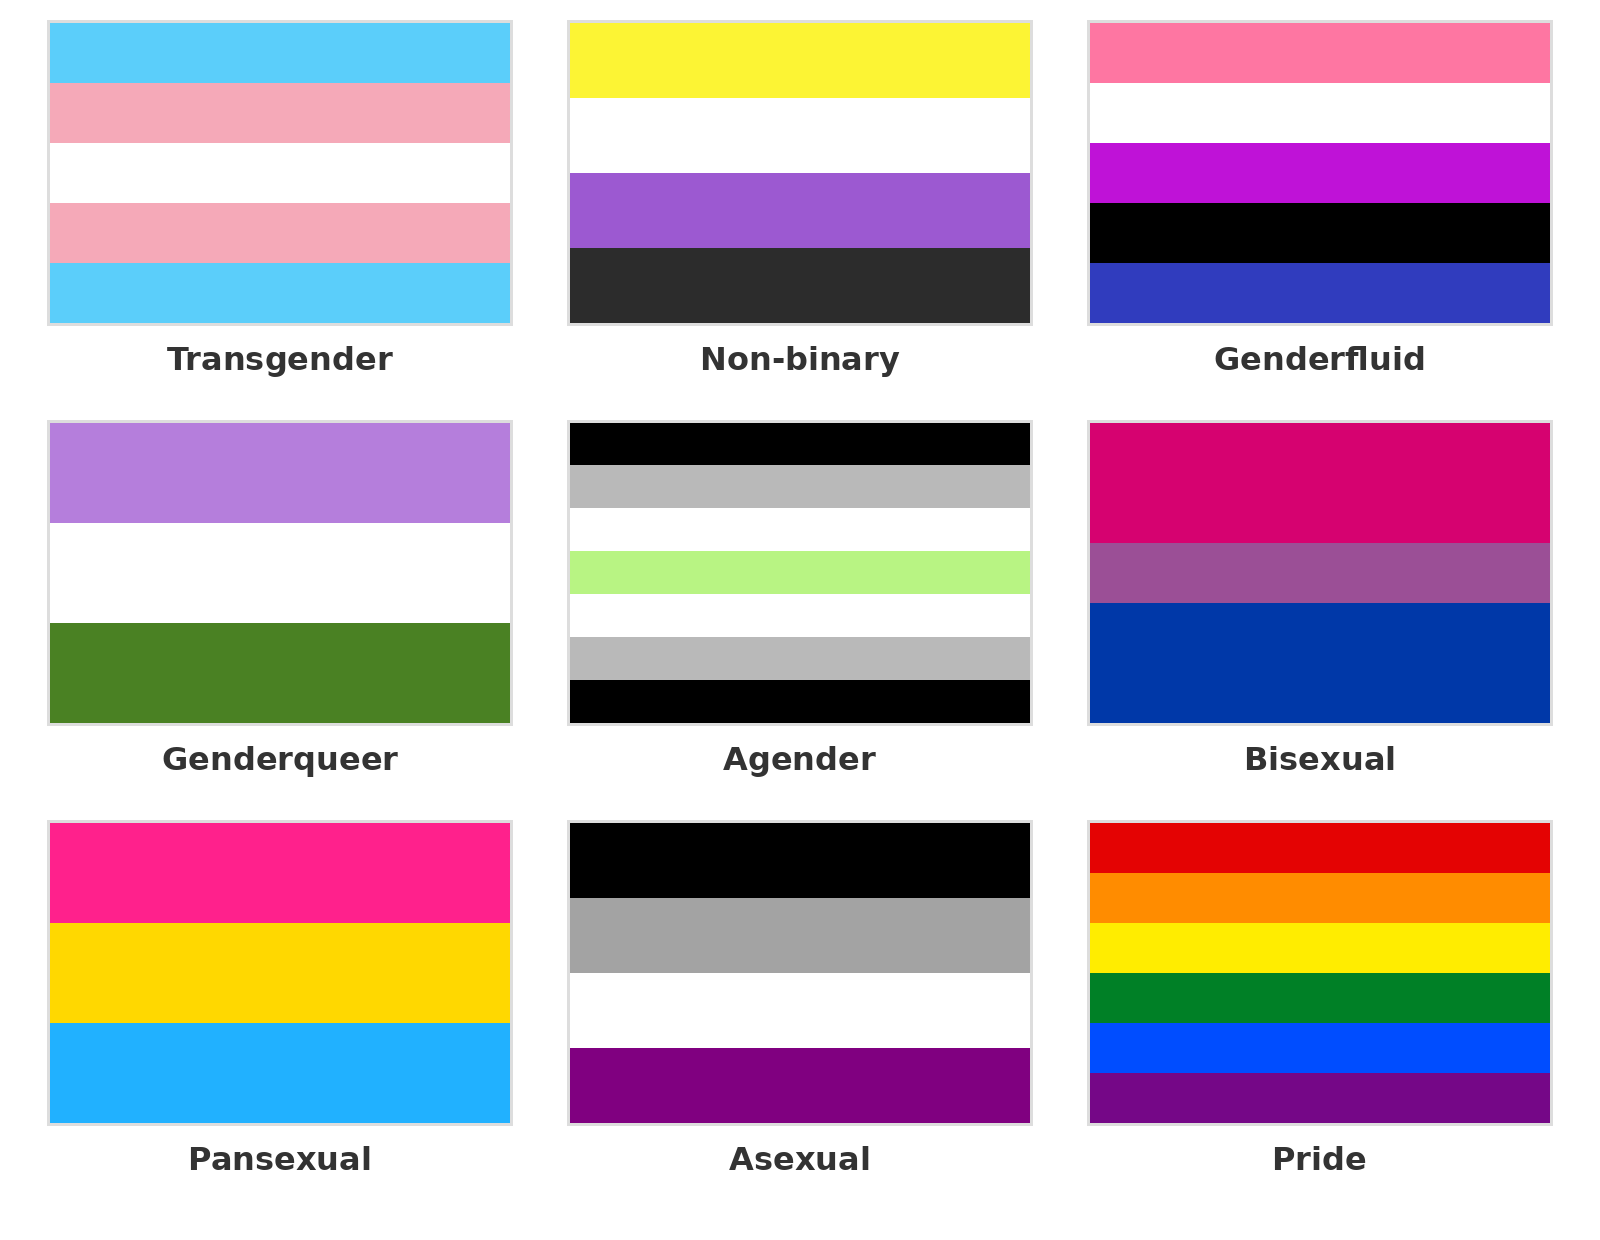 Transgender
Non-binary
Genderfluid
Genderqueer
Agender
Bisexual
Pansexual
Asexual
Pride